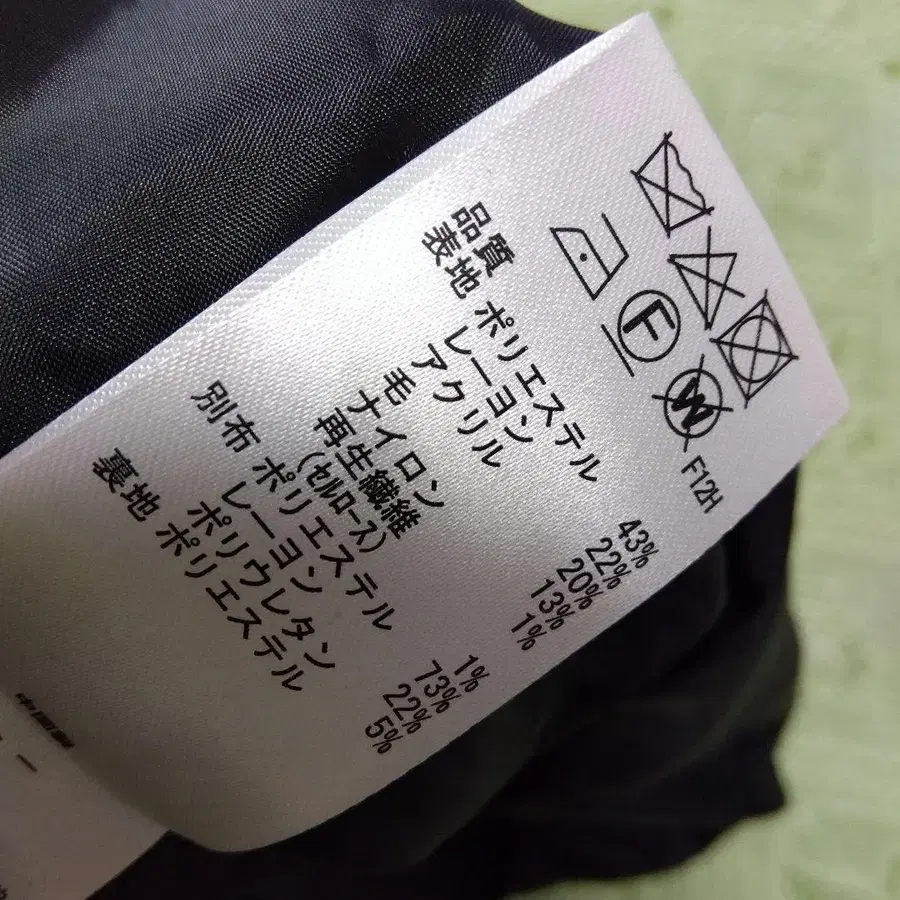 F
W
F12H
品質
表地 ポリエステル 43%
レーヨン 22%
アクリル 20%
毛 13%
ナイロン 1%
再生繊維
(セルロース) 1%
別布 ポリエステル 73%
レーヨン 22%
ポリウレタン 5%
裏地 ポリエステル